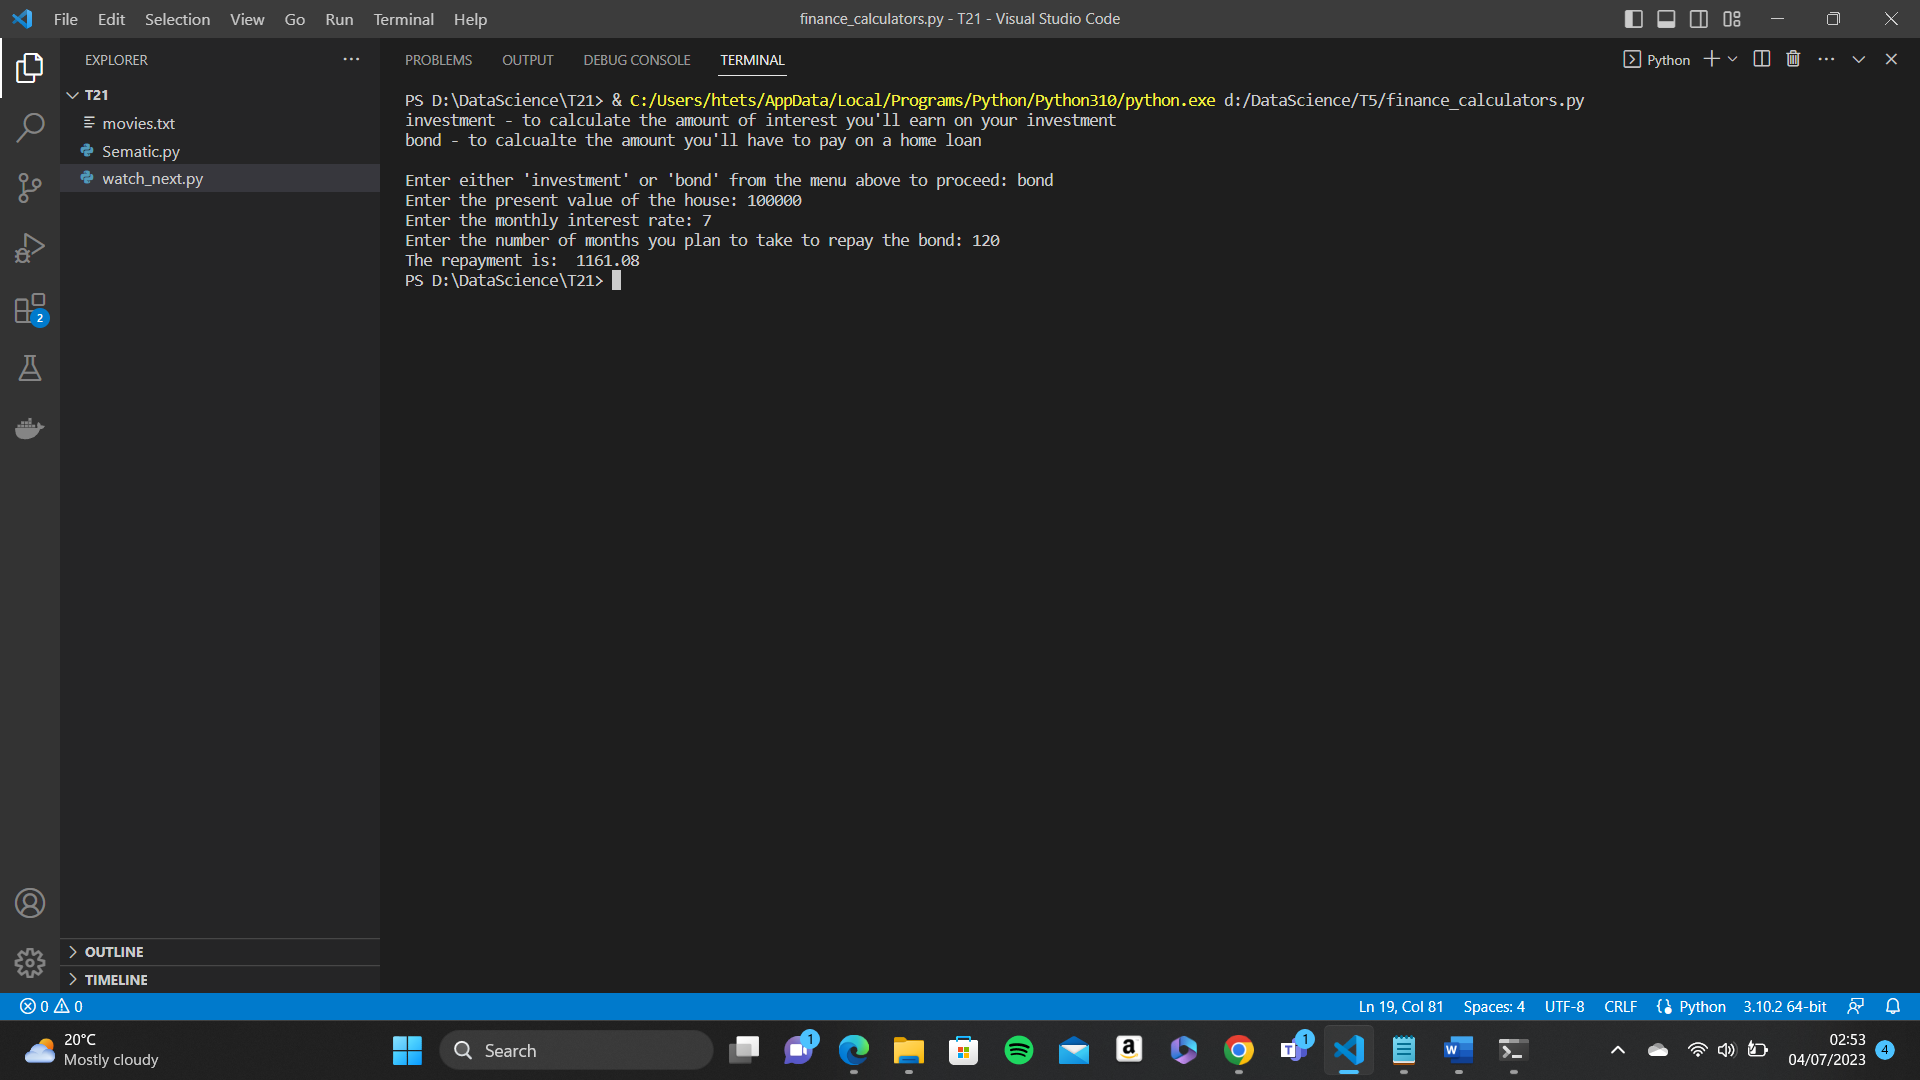 File Edit Selection View Go Run Terminal Help
finance_calculators.py - T21 - Visual Studio Code
EXPLORER
T21
movies.txt
Sematic.py
watch_next.py
OUTLINE
TIMELINE
PROBLEMS OUTPUT DEBUG CONSOLE TERMINAL
Python
PS D:\DataScience\T21> & C:/Users/htets/AppData/Local/Programs/Python/Python310/python.exe d:/DataScience/T5/finance_calculators.py
investment - to calculate the amount of interest you'll earn on your investment
bond - to calcualte the amount you'll have to pay on a home loan
Enter either 'investment' or 'bond' from the menu above to proceed: bond
Enter the present value of the house: 100000
Enter the monthly interest rate: 7
Enter the number of months you plan to take to repay the bond: 120
The repayment is:  1161.08
PS D:\DataScience\T21>
2
0 0
Ln 19, Col 81 Spaces: 4 UTF-8 CRLF Python 3.10.2 64-bit
20°C
Mostly cloudy
Search
1
a
T
1
W
02:53
04/07/2023
4